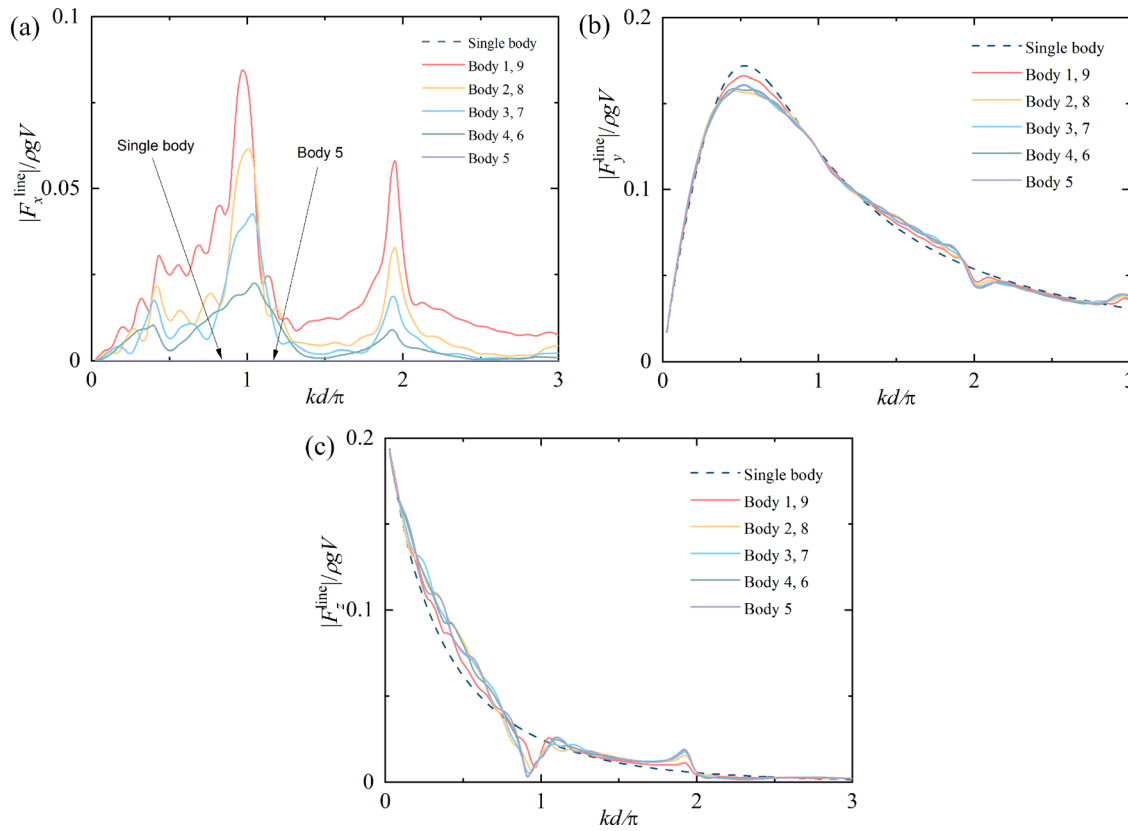 (a)
0.1
0.05
0
|F_x^line|/ρgV
Single body
Body 1, 9
Body 2, 8
Body 3, 7
Body 4, 6
Body 5
Single body
Body 5
0 1 2 3
kd/π
(b)
0.2
0.1
0
|F_y^line|/ρgV
Single body
Body 1, 9
Body 2, 8
Body 3, 7
Body 4, 6
Body 5
0 1 2 3
kd/π
(c)
0.2
0.1
0
|F_z^line|/ρgV
Single body
Body 1, 9
Body 2, 8
Body 3, 7
Body 4, 6
Body 5
0 1 2 3
kd/π